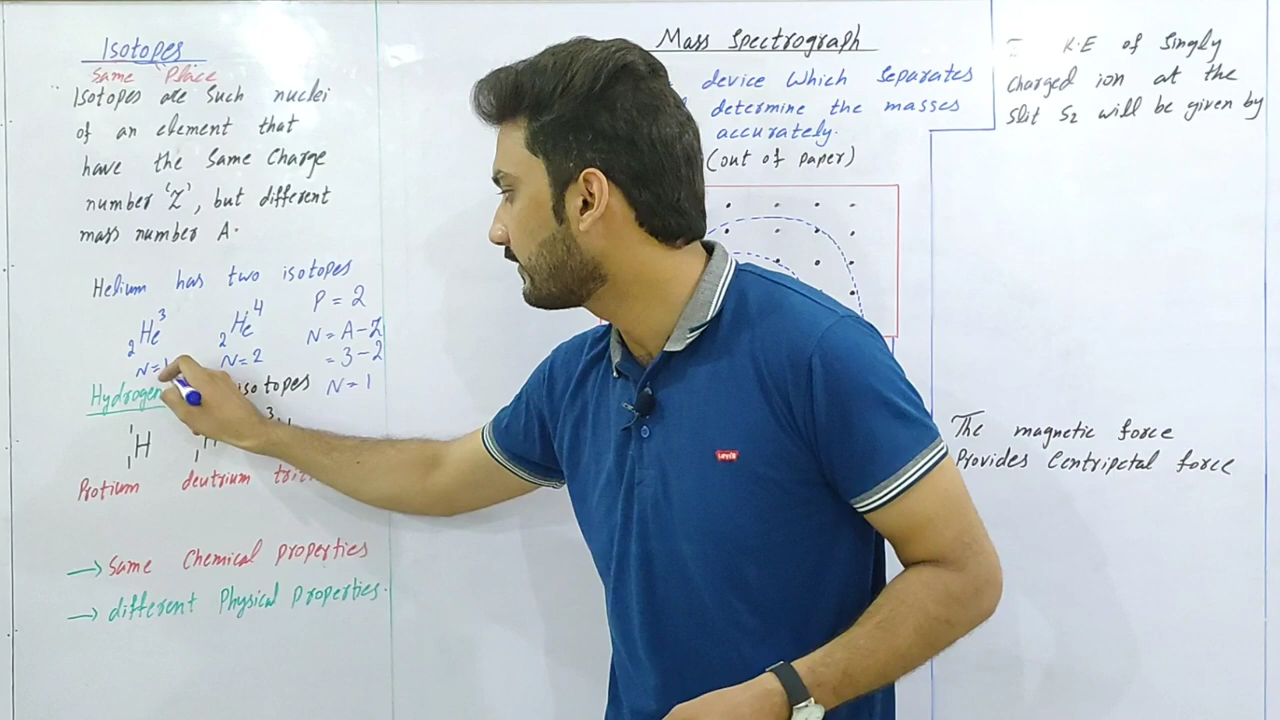 Isotopes
Same Place
Isotopes are such nuclei
of an element that
have the Same Charge
number 'Z', but different
mass number A.
Helium has two isotopes
₂He³ ₂He⁴ P = 2
N=1 N=2 N = A-Z
= 3-2
Hydrogen isotopes N = 1
¹₁H
Protium deutrium
→ Same Chemical properties
→ different Physical Properties.
Mass Spectrograph
device which separates
determine the masses
accurately.
(out of paper)
K.E of Singly
Charged ion at the
slit S₂ will be given by
The magnetic force
Provides Centripetal force
Levi's